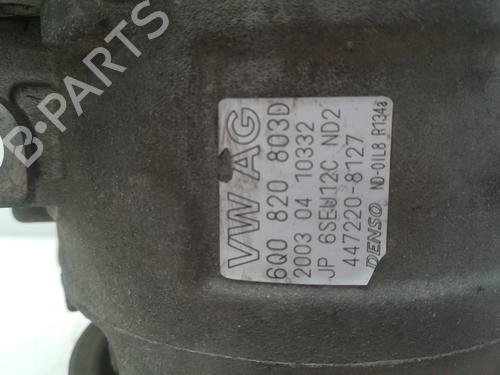 VW AG
6Q0 820 803D
2003 04 10332
JP 6SEU12C ND2
447220-8127
DENSO ND-OIL8 R134a
B-PARTS